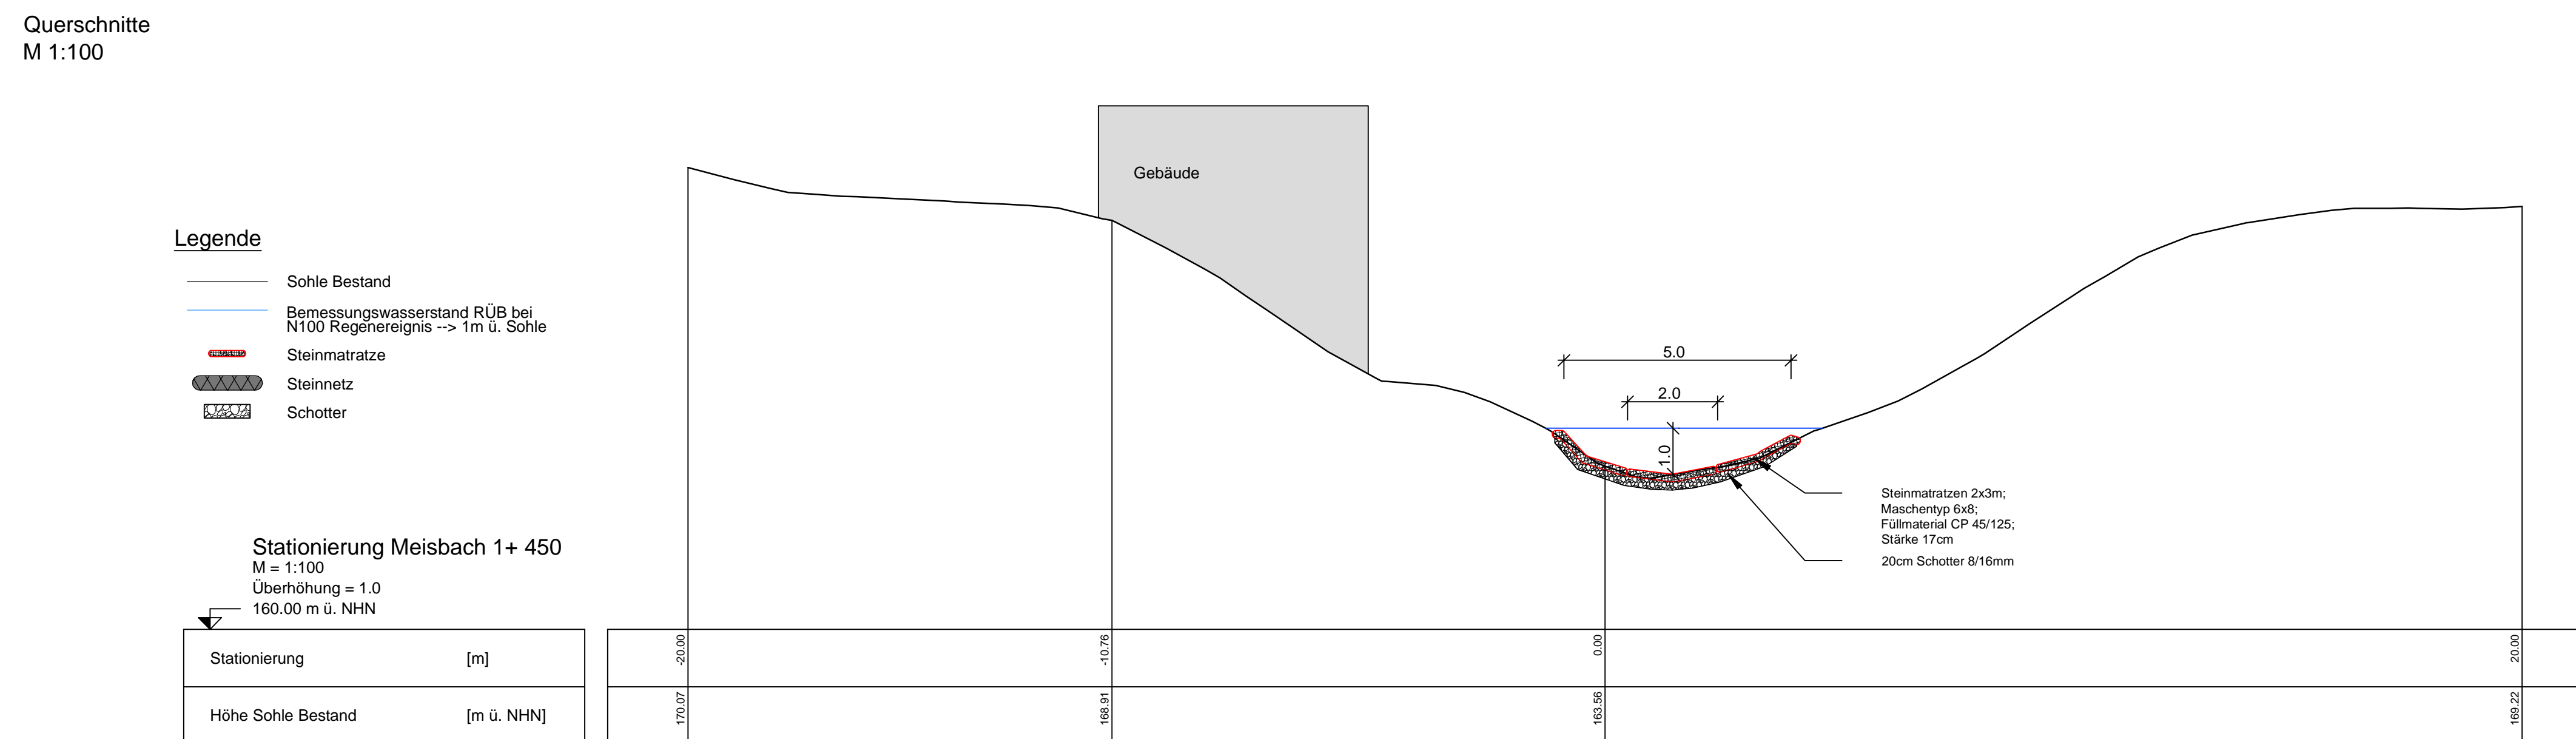 Querschnitte
M 1:100
Gebäude
Legende
Sohle Bestand
Bemessungswasserstand RÜB bei
N100 Regenereignis --> 1m ü. Sohle
Steinmatratze
Steinnetz
Schotter
5.0
2.0
1.0
Steinmatratzen 2x3m;
Maschentyp 6x8;
Füllmaterial CP 45/125;
Stärke 17cm
20cm Schotter 8/16mm
Stationierung Meisbach 1+ 450
M = 1:100
Überhöhung = 1.0
160.00 m ü. NHN
Stationierung [m] -20.00 -10.76 0.00 20.00
Höhe Sohle Bestand [m ü. NHN] 170.07 168.91 163.56 169.22